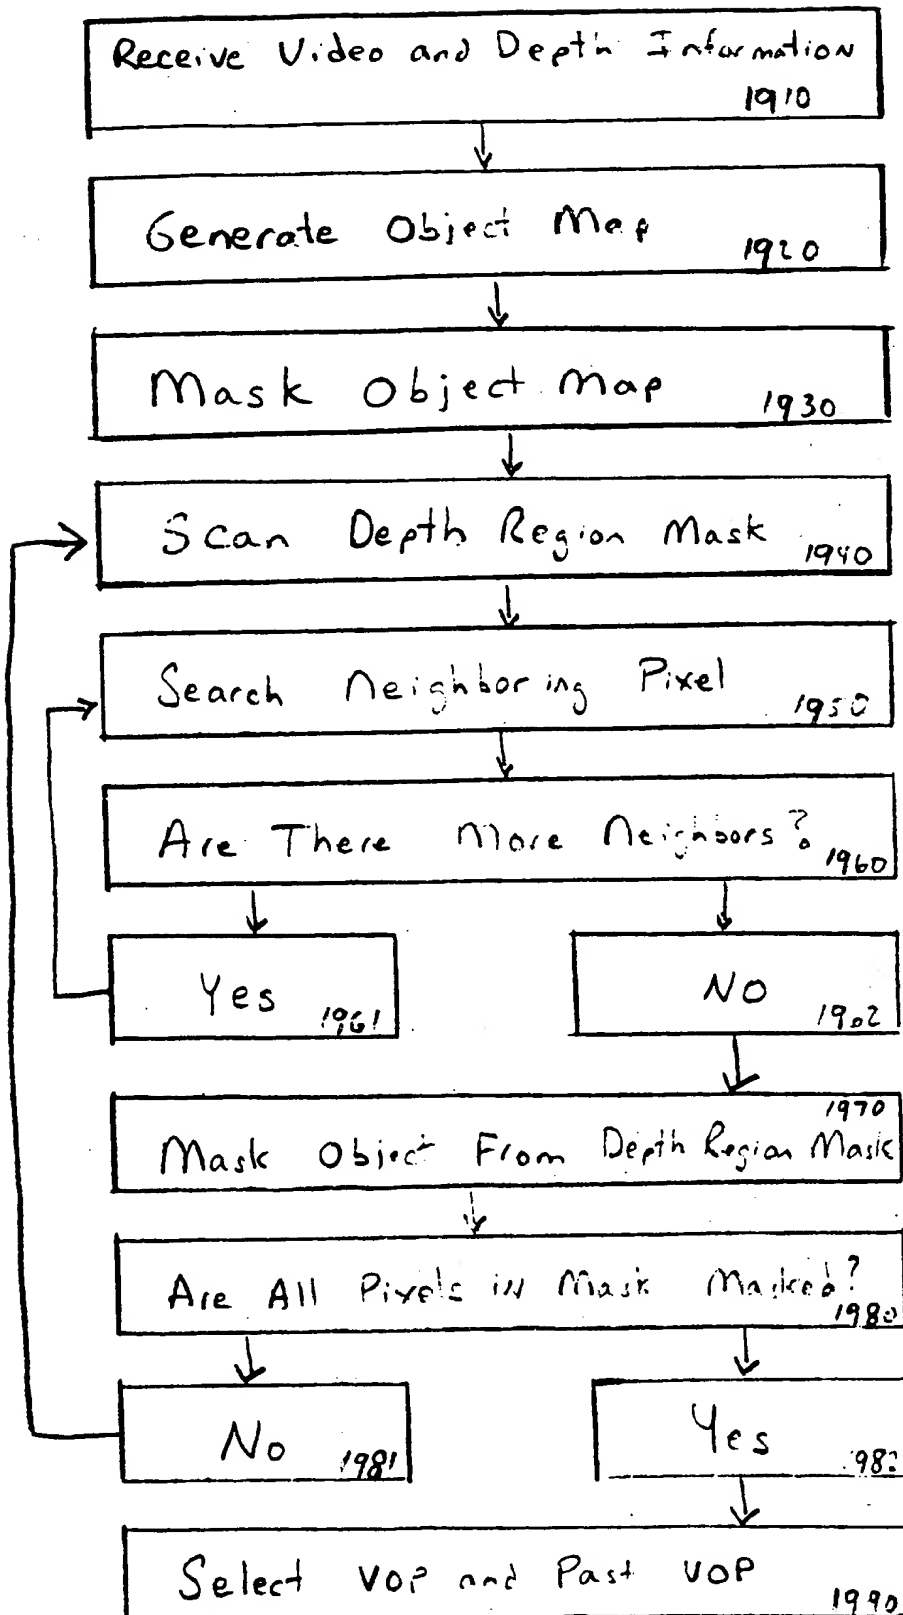 Receive Video and Depth Information
1910
Generate Object Map
1920
Mask Object Map
1930
Scan Depth Region Mask
1940
Search Neighboring Pixel
1950
Are There More Neighbors?
1960
Yes
1961
No
Mask Object From Depth Region Mask
1970
Are All Pixels in Mask Masked?
1980
No
1981
Yes
Select VOP and Past VOP
1990